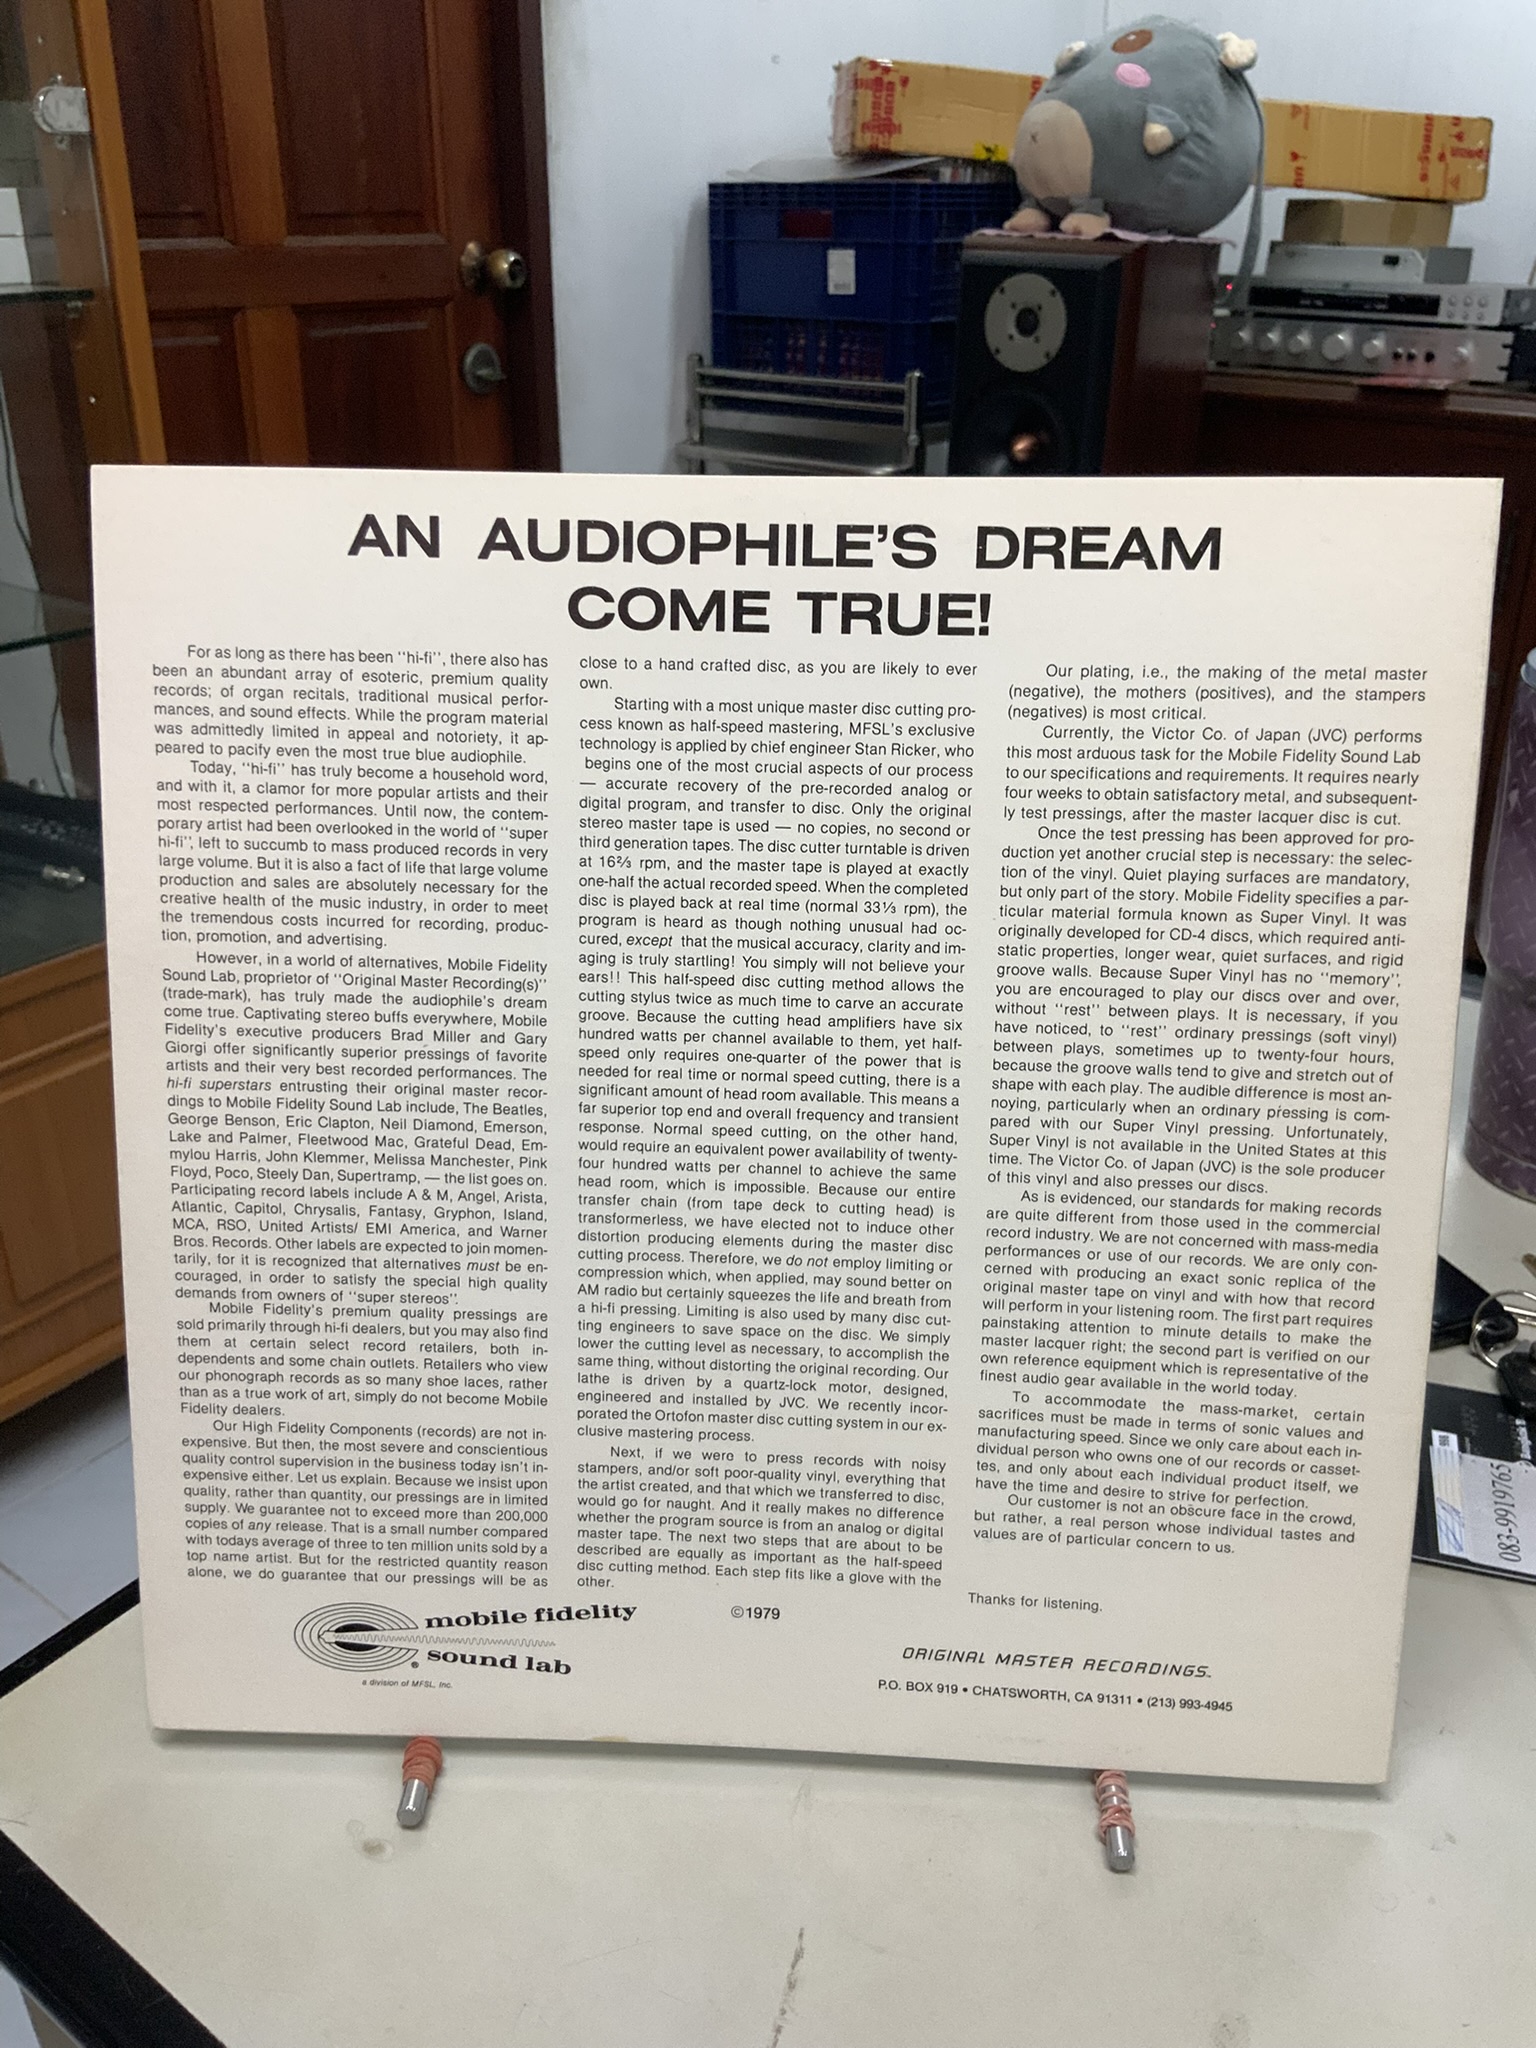 AN AUDIOPHILE'S DREAM
COME TRUE!
For as long as there has been "hi-fi", there also has
been an abundant array of esoteric, premium quality
records; of organ recitals, traditional musical perfor-
mances, and sound effects. While the program material
was admittedly limited in appeal and notoriety, it ap-
peared to pacify even the most true blue audiophile.
Today, "hi-fi" has truly become a household word,
and with it, a clamor for more popular artists and their
most respected performances. Until now, the contem-
porary artist had been overlooked in the world of "super
hi-fi", left to succumb to mass produced records in very
large volume. But it is also a fact of life that large volume
production and sales are absolutely necessary for the
creative health of the music industry, in order to meet
the tremendous costs incurred for recording, produc-
tion, promotion, and advertising.
However, in a world of alternatives, Mobile Fidelity
Sound Lab, proprietor of "Original Master Recording(s)"
(trade-mark), has truly made the audiophile's dream
come true. Captivating stereo buffs everywhere, Mobile
Fidelity's executive producers Brad Miller and Gary
Giorgi offer significantly superior pressings of favorite
artists and their very best recorded performances. The
hi-fi superstars entrusting their original master recor-
dings to Mobile Fidelity Sound Lab include, The Beatles,
George Benson, Eric Clapton, Neil Diamond, Emerson,
Lake and Palmer, Fleetwood Mac, Grateful Dead, Em-
mylou Harris, John Klemmer, Melissa Manchester, Pink
Floyd, Poco, Steely Dan, Supertramp, — the list goes on.
Participating record labels include A & M, Angel, Arista,
Atlantic, Capitol, Chrysalis, Fantasy, Gryphon, Island,
MCA, RSO, United Artists/ EMI America, and Warner
Bros. Records. Other labels are expected to join momen-
tarily, for it is recognized that alternatives must be en-
couraged, in order to satisfy the special high quality
demands from owners of "super stereos".
Mobile Fidelity's premium quality pressings are
sold primarily through hi-fi dealers, but you may also find
them at certain select record retailers, both in-
dependents and some chain outlets. Retailers who view
our phonograph records as so many shoe laces, rather
than as a true work of art, simply do not become Mobile
Fidelity dealers.
Our High Fidelity Components (records) are not in-
expensive. But then, the most severe and conscientious
quality control supervision in the business today isn't in-
expensive either. Let us explain. Because we insist upon
quality, rather than quantity, our pressings are in limited
supply. We guarantee not to exceed more than 200,000
copies of any release. That is a small number compared
with todays average of three to ten million units sold by a
top name artist. But for the restricted quantity reason
alone, we do guarantee that our pressings will be as
close to a hand crafted disc, as you are likely to ever
own.
Starting with a most unique master disc cutting pro-
cess known as half-speed mastering, MFSL's exclusive
technology is applied by chief engineer Stan Ricker, who
begins one of the most crucial aspects of our process
— accurate recovery of the pre-recorded analog or
digital program, and transfer to disc. Only the original
stereo master tape is used — no copies, no second or
third generation tapes. The disc cutter turntable is driven
at 16⅔ rpm, and the master tape is played at exactly
one-half the actual recorded speed. When the completed
disc is played back at real time (normal 33⅓ rpm), the
program is heard as though nothing unusual had oc-
cured, except that the musical accuracy, clarity and im-
aging is truly startling! You simply will not believe your
ears!! This half-speed disc cutting method allows the
cutting stylus twice as much time to carve an accurate
groove. Because the cutting head amplifiers have six
hundred watts per channel available to them, yet half-
speed only requires one-quarter of the power that is
needed for real time or normal speed cutting, there is a
significant amount of head room available. This means a
far superior top end and overall frequency and transient
response. Normal speed cutting, on the other hand,
would require an equivalent power availability of twenty-
four hundred watts per channel to achieve the same
head room, which is impossible. Because our entire
transfer chain (from tape deck to cutting head) is
transformerless, we have elected not to induce other
distortion producing elements during the master disc
cutting process. Therefore, we do not employ limiting or
compression which, when applied, may sound better on
AM radio but certainly squeezes the life and breath from
a hi-fi pressing. Limiting is also used by many disc cut-
ting engineers to save space on the disc. We simply
lower the cutting level as necessary, to accomplish the
same thing, without distorting the original recording. Our
lathe is driven by a quartz-lock motor, designed,
engineered and installed by JVC. We recently incor-
porated the Ortofon master disc cutting system in our ex-
clusive mastering process.
Next, if we were to press records with noisy
stampers, and/or soft poor-quality vinyl, everything that
the artist created, and that which we transferred to disc,
would go for naught. And it really makes no difference
whether the program source is from an analog or digital
master tape. The next two steps that are about to be
described are equally as important as the half-speed
disc cutting method. Each step fits like a glove with the
other.
Our plating, i.e., the making of the metal master
(negative), the mothers (positives), and the stampers
(negatives) is most critical.
Currently, the Victor Co. of Japan (JVC) performs
this most arduous task for the Mobile Fidelity Sound Lab
to our specifications and requirements. It requires nearly
four weeks to obtain satisfactory metal, and subsequent-
ly test pressings, after the master lacquer disc is cut.
Once the test pressing has been approved for pro-
duction yet another crucial step is necessary: the selec-
tion of the vinyl. Quiet playing surfaces are mandatory,
but only part of the story. Mobile Fidelity specifies a par-
ticular material formula known as Super Vinyl. It was
originally developed for CD-4 discs, which required anti-
static properties, longer wear, quiet surfaces, and rigid
groove walls. Because Super Vinyl has no "memory",
you are encouraged to play our discs over and over,
without "rest" between plays. It is necessary, if you
have noticed, to "rest" ordinary pressings (soft vinyl)
between plays, sometimes up to twenty-four hours,
because the groove walls tend to give and stretch out of
shape with each play. The audible difference is most an-
noying, particularly when an ordinary pressing is com-
pared with our Super Vinyl pressing. Unfortunately,
Super Vinyl is not available in the United States at this
time. The Victor Co. of Japan (JVC) is the sole producer
of this vinyl and also presses our discs.
As is evidenced, our standards for making records
are quite different from those used in the commercial
record industry. We are not concerned with mass-media
performances or use of our records. We are only con-
cerned with producing an exact sonic replica of the
original master tape on vinyl and with how that record
will perform in your listening room. The first part requires
painstaking attention to minute details to make the
master lacquer right; the second part is verified on our
own reference equipment which is representative of the
finest audio gear available in the world today.
To accommodate the mass-market, certain
sacrifices must be made in terms of sonic values and
manufacturing speed. Since we only care about each in-
dividual person who owns one of our records or casset-
tes, and only about each individual product itself, we
have the time and desire to strive for perfection.
Our customer is not an obscure face in the crowd,
but rather, a real person whose individual tastes and
values are of particular concern to us.
Thanks for listening.
mobile fidelity
sound lab
®
a division of MFSL, Inc.
©1979
ORIGINAL MASTER RECORDINGS™
P.O. BOX 919 • CHATSWORTH, CA 91311 • (213) 993-4945
083-9919765